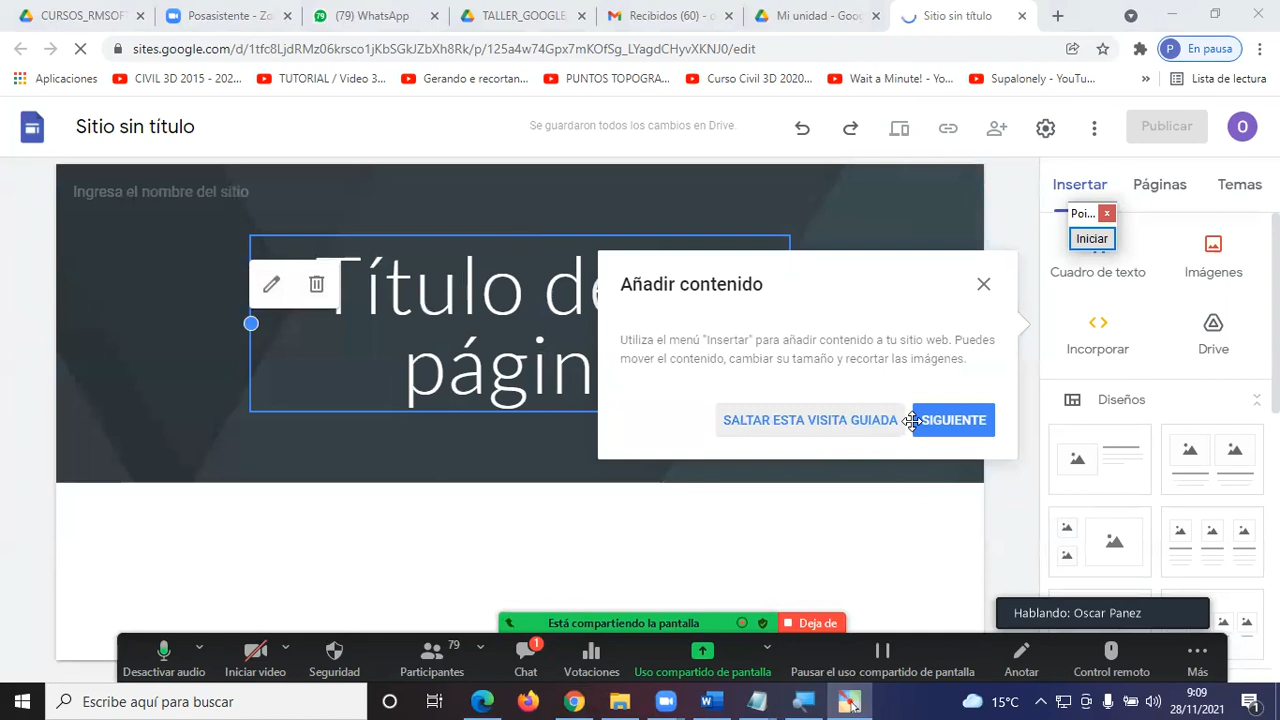 CURSOS_RMSOFT
Posasistente - Zo
(79) WhatsApp
TALLER_GOOGLE_
Recibidos (60) - o
Mi unidad - Goog
Sitio sin título
sites.google.com/d/1tfc8LjdRMz06krsco1jKbSGkJZbXh8Rk/p/125a4w74Gpx7mKOfSg_LYagdCHyvXKNJ0/edit
P En pausa
Aplicaciones
CIVIL 3D 2015 - 202...
TUTORIAL / Video 3...
Gerando e recortan...
PUNTOS TOPOGRA...
Curso Civil 3D 2020...
Wait a Minute! - Yo...
Supalonely - YouTu...
»
Lista de lectura
Sitio sin título
Se guardaron todos los cambios en Drive.
Publicar
O
Ingresa el nombre del sitio
Insertar
Páginas
Temas
Poi...
Iniciar
Título de
págin
Cuadro de texto
Imágenes
Incorporar
Drive
Diseños
Añadir contenido
Utiliza el menú "Insertar" para añadir contenido a tu sitio web. Puedes
mover el contenido, cambiar su tamaño y recortar las imágenes.
SALTAR ESTA VISITA GUIADA
SIGUIENTE
Hablando: Oscar Panez
Está compartiendo la pantalla
Deja de
79
1
Desactivar audio
Iniciar video
Seguridad
Participantes
Chat
Votaciones
Uso compartido de pantalla
Pausar el uso compartido de pantalla
Anotar
Control remoto
Más
Escribe aquí para buscar
15°C
9:09
28/11/2021
1